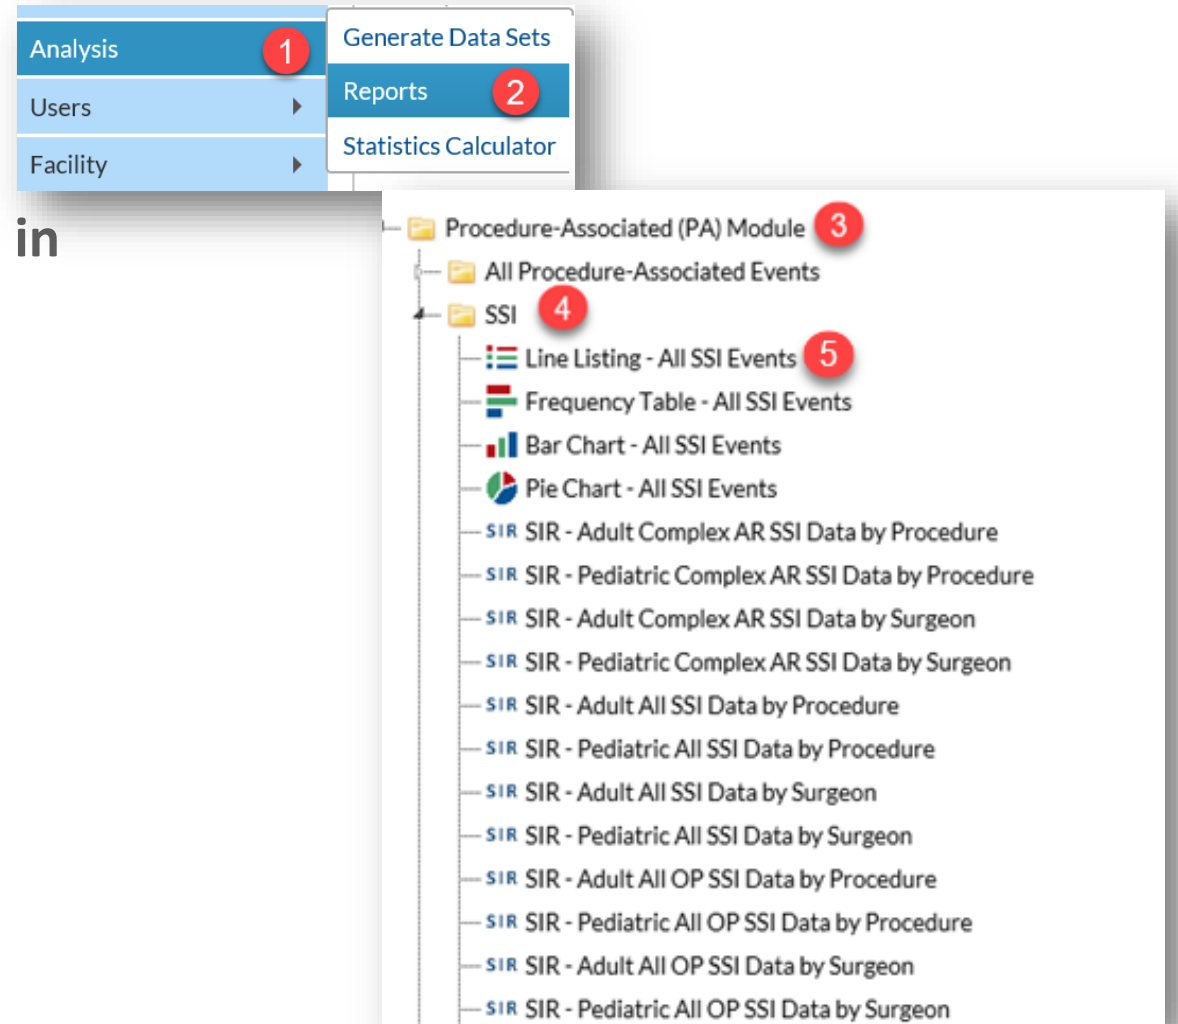 Analysis 1
Users
Facility
Generate Data Sets
Reports 2
Statistics Calculator
in
Procedure-Associated (PA) Module 3
All Procedure-Associated Events
SSI 4
Line Listing - All SSI Events 5
Frequency Table - All SSI Events
Bar Chart - All SSI Events
Pie Chart - All SSI Events
SIR SIR - Adult Complex AR SSI Data by Procedure
SIR SIR - Pediatric Complex AR SSI Data by Procedure
SIR SIR - Adult Complex AR SSI Data by Surgeon
SIR SIR - Pediatric Complex AR SSI Data by Surgeon
SIR SIR - Adult All SSI Data by Procedure
SIR SIR - Pediatric All SSI Data by Procedure
SIR SIR - Adult All SSI Data by Surgeon
SIR SIR - Pediatric All SSI Data by Surgeon
SIR SIR - Adult All OP SSI Data by Procedure
SIR SIR - Pediatric All OP SSI Data by Procedure
SIR SIR - Adult All OP SSI Data by Surgeon
SIR SIR - Pediatric All OP SSI Data by Surgeon